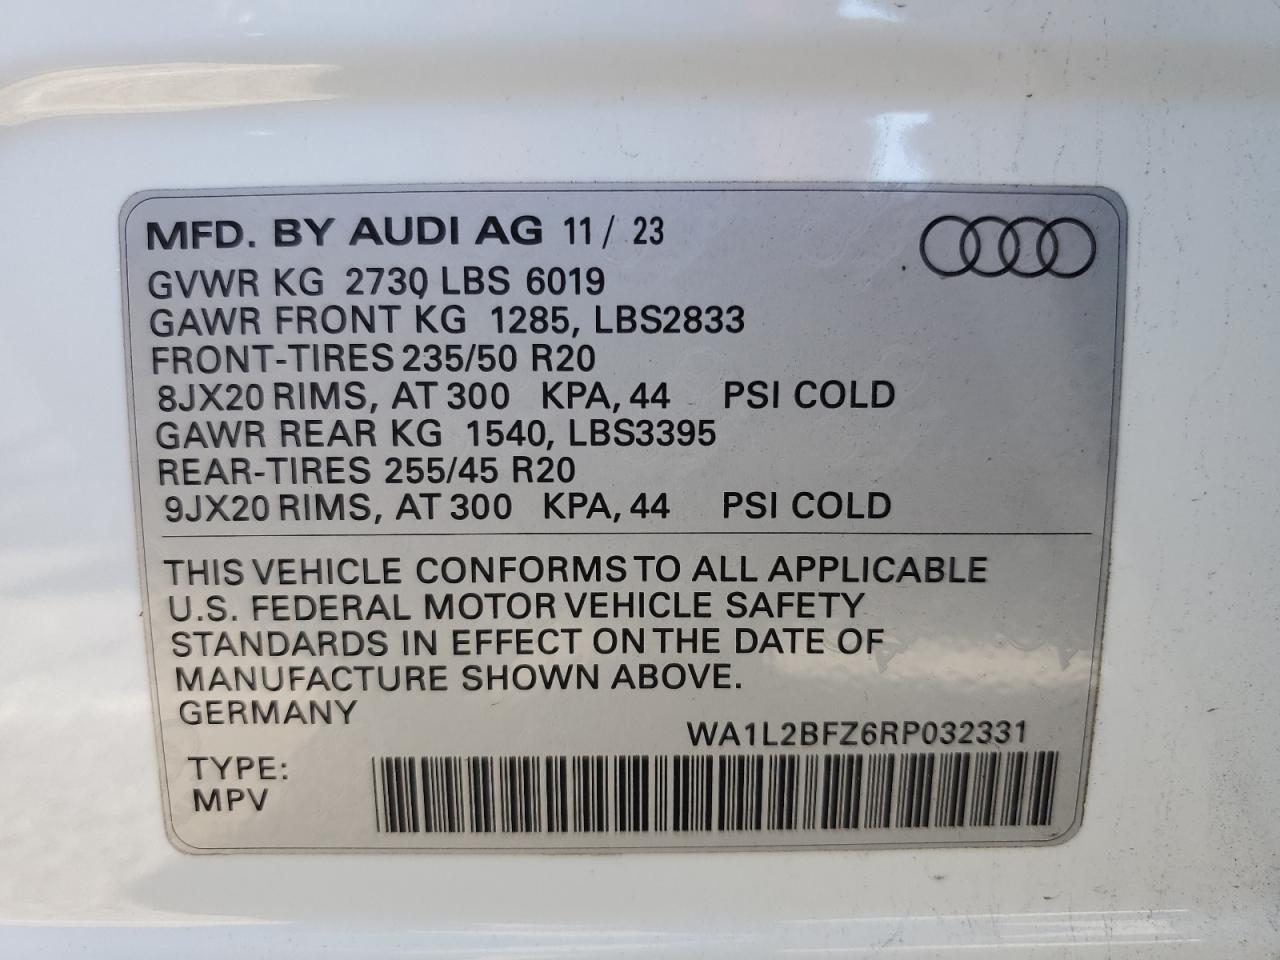 MFD. BY AUDI AG 11/ 23
GVWR KG 2730 LBS 6019
GAWR FRONT KG 1285, LBS2833
FRONT-TIRES 235/50 R20
8JX20 RIMS, AT 300 KPA, 44 PSI COLD
GAWR REAR KG 1540, LBS3395
REAR-TIRES 255/45 R20
9JX20 RIMS, AT 300 KPA, 44 PSI COLD
THIS VEHICLE CONFORMS TO ALL APPLICABLE
U.S. FEDERAL MOTOR VEHICLE SAFETY
STANDARDS IN EFFECT ON THE DATE OF
MANUFACTURE SHOWN ABOVE.
GERMANY
WA1L2BFZ6RP032331
TYPE:
MPV